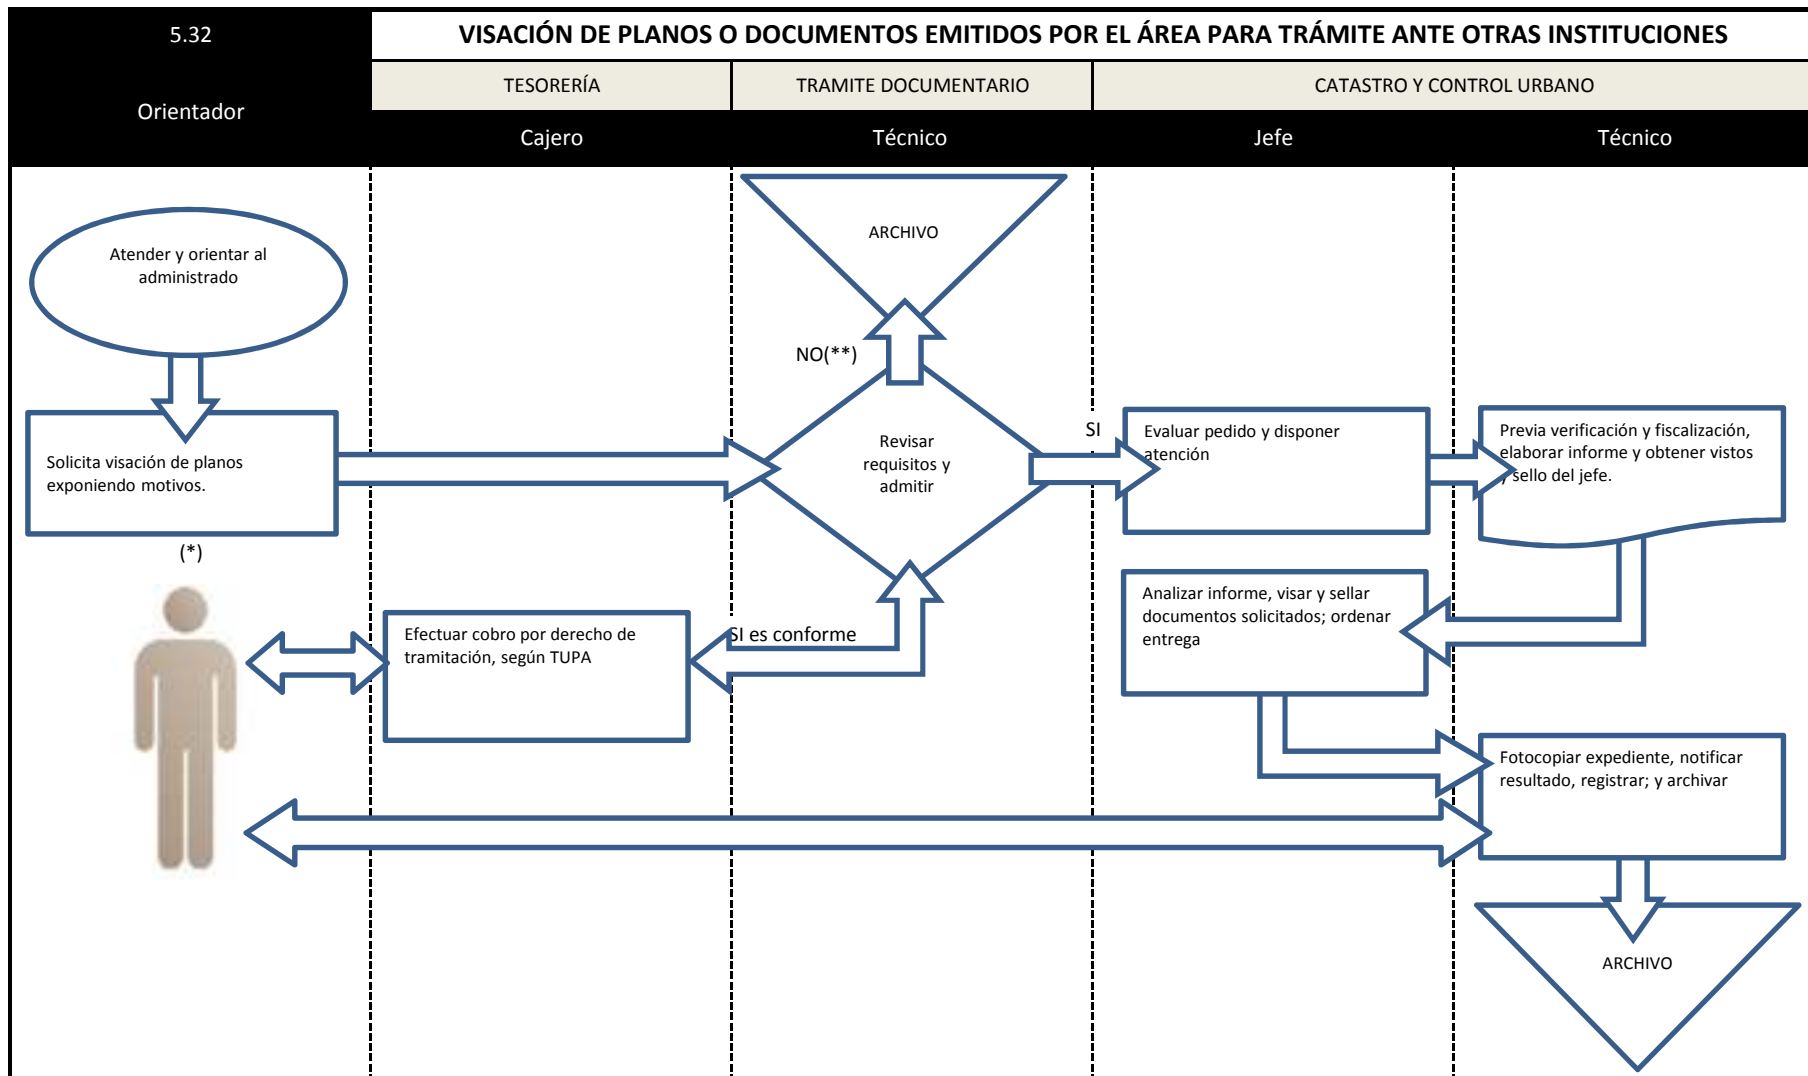 5.32
VISACIÓN DE PLANOS O DOCUMENTOS EMITIDOS POR EL ÁREA PARA TRÁMITE ANTE OTRAS INSTITUCIONES
Orientador
TESORERÍA
TRAMITE DOCUMENTARIO
CATASTRO Y CONTROL URBANO
Cajero
Técnico
Jefe
Técnico
Atender y orientar al
administrado
ARCHIVO
NO(**)
Solicita visación de planos
exponiendo motivos.
(*)
Revisar
requisitos y
admitir
SI
Evaluar pedido y disponer
atención
Previa verificación y fiscalización,
elaborar informe y obtener vistos
y sello del jefe.
Efectuar cobro por derecho de
tramitación, según TUPA
SI es conforme
Analizar informe, visar y sellar
documentos solicitados; ordenar
entrega
Fotocopiar expediente, notificar
resultado, registrar; y archivar
ARCHIVO